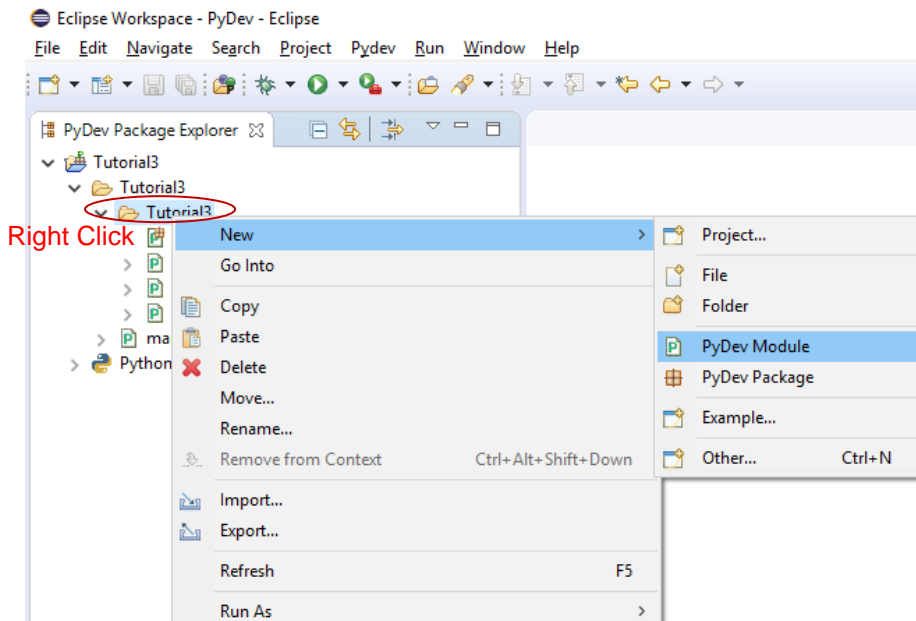 Eclipse Workspace - PyDev - Eclipse
File Edit Navigate Search Project Pydev Run Window Help
PyDev Package Explorer
Tutorial3
Tutorial3
Tutorial3
Right Click
New
Project...
Go Into
File
Copy
Folder
Paste
PyDev Module
ma
Python
Delete
PyDev Package
Move...
Example...
Rename...
Remove from Context Ctrl+Alt+Shift+Down
Other... Ctrl+N
Import...
Export...
Refresh F5
Run As